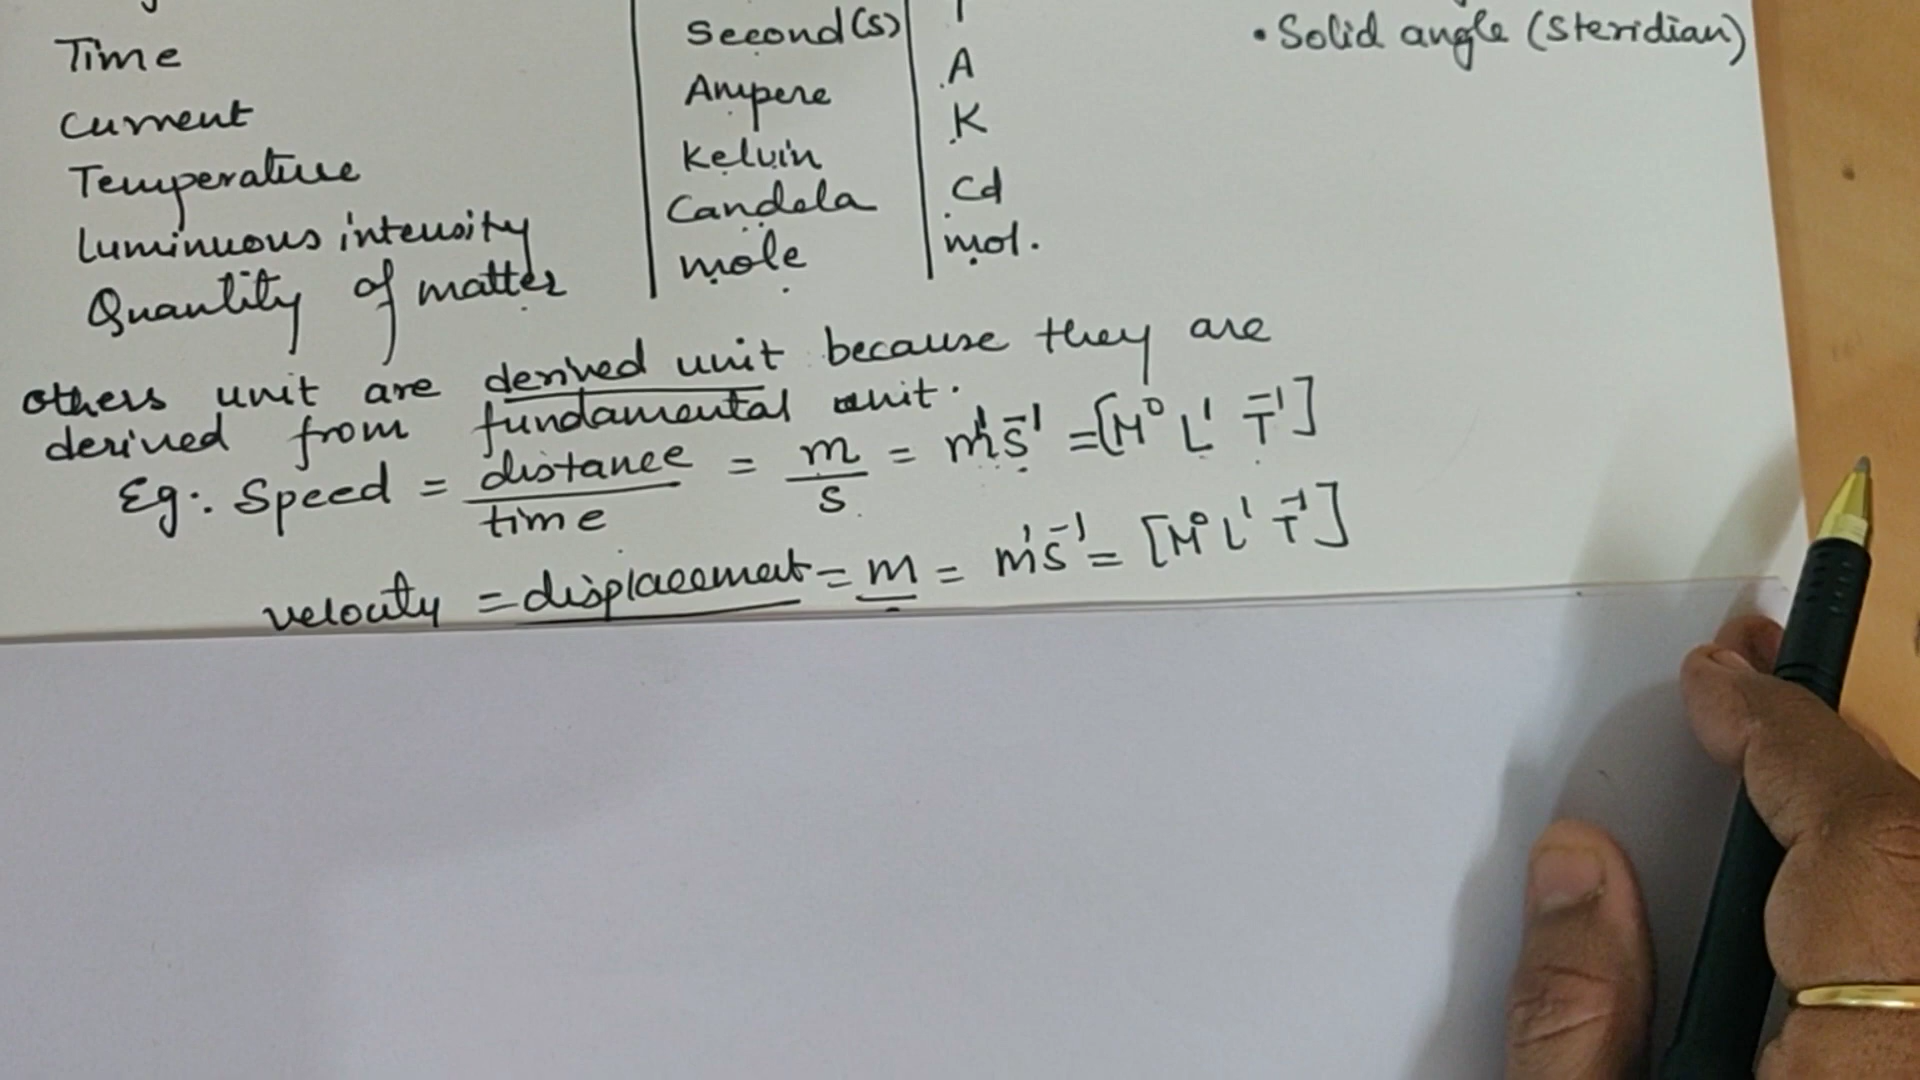 Time | Second(s) | T • Solid angle (Steridian)
Current | Ampere | A
Temperature | Kelvin | K
Luminuous intensity | Candela | Cd
Quantity of matter | mole | mol.
others unit are derived unit because they are
derived from fundamental unit.
Eg:. Speed = distance/time = m/s = m¹s⁻¹ = [M⁰ L¹ T⁻¹]
velocity = displacement = m = m¹s⁻¹ = [M⁰ L¹ T⁻¹]